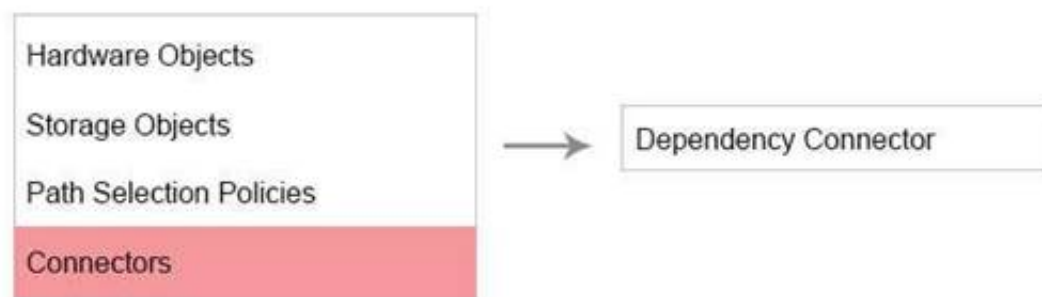 Hardware Objects
Storage Objects
Path Selection Policies
Connectors
Dependency Connector